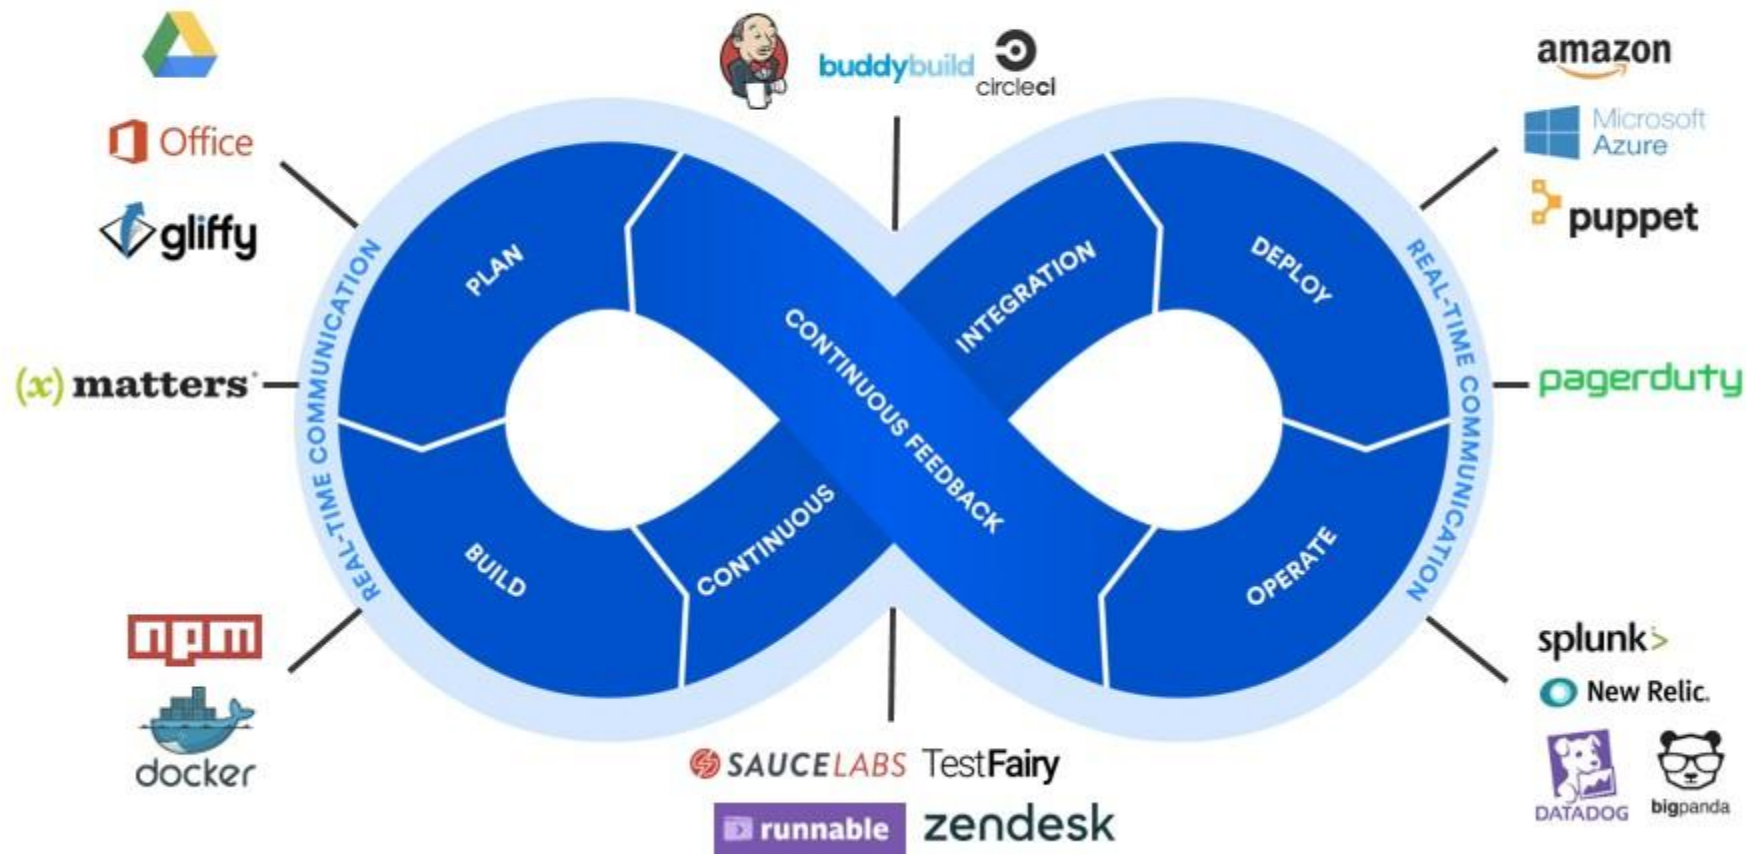 Office
gliffy
(x) matters
npm
docker
buddybuild
circleci
amazon
Microsoft
Azure
puppet
pagerduty
splunk>
New Relic.
DATADOG
bigpanda
SAUCELABS TestFairy
runnable zendesk
REAL-TIME COMMUNICATION
PLAN
BUILD
CONTINUOUS
INTEGRATION
CONTINUOUS FEEDBACK
DEPLOY
OPERATE
REAL-TIME COMMUNICATION